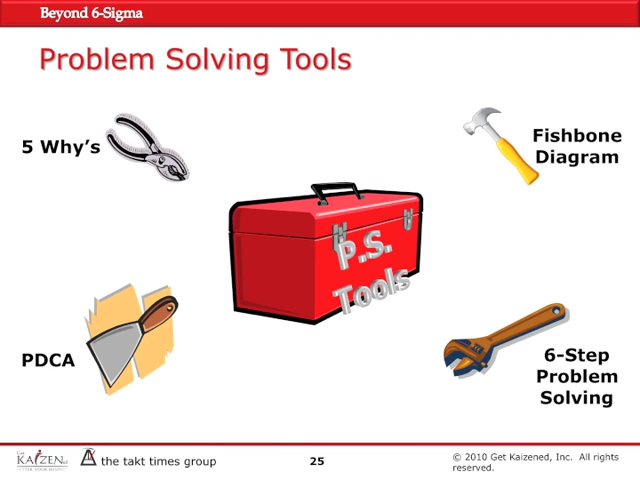 Beyond 6-Sigma
Problem Solving Tools
5 Why's
Fishbone
Diagram
P.S.
Tools
PDCA
6-Step
Problem
Solving
Get
KAIZEN
the takt times group
25
© 2010 Get Kaizened, Inc.  All rights
reserved.